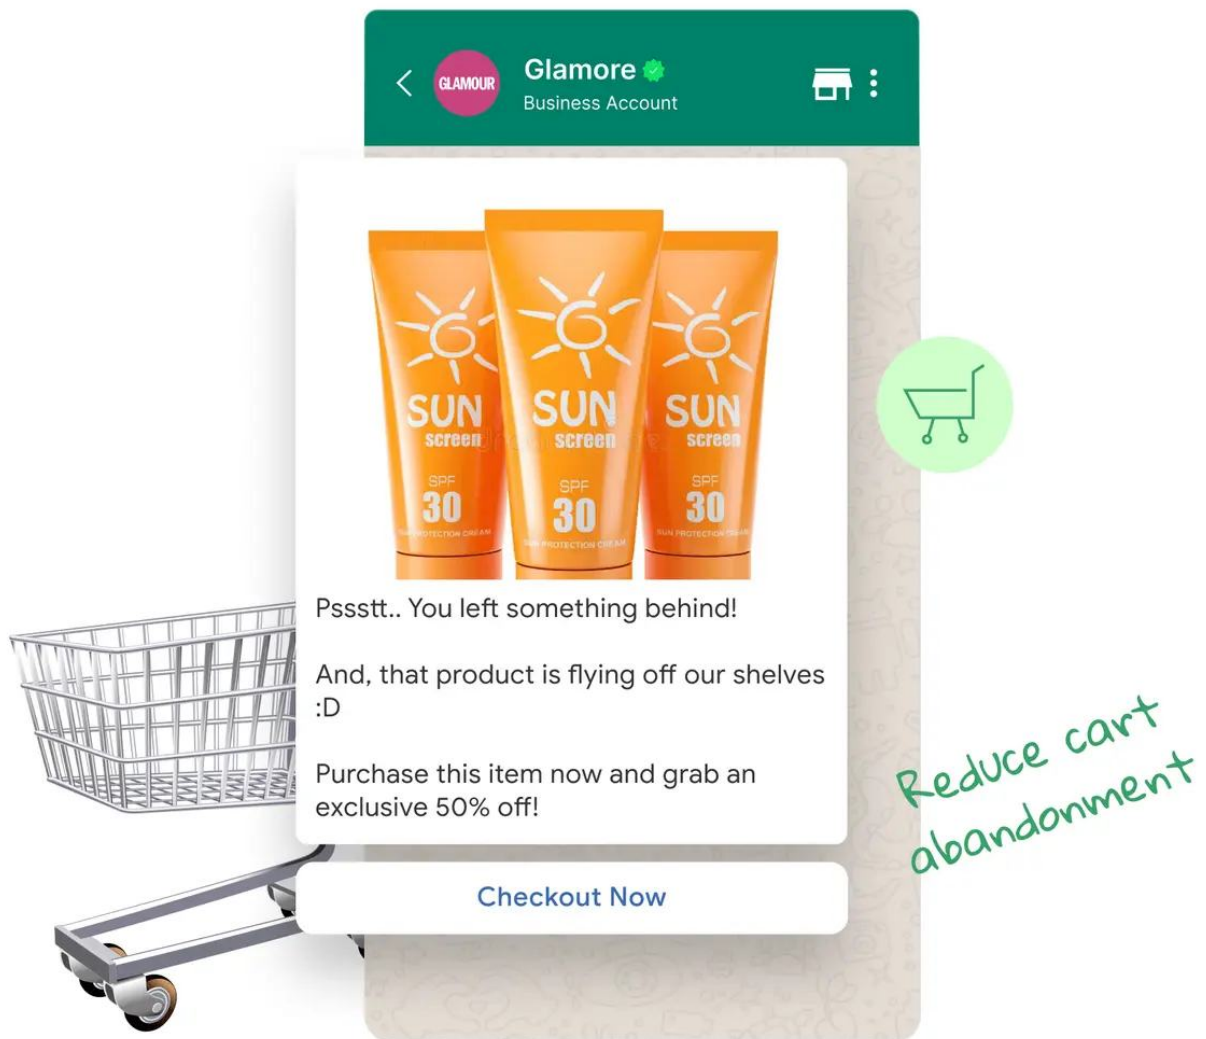 GLAMOUR
Glamore
Business Account
SUN
screen
SPF
30
SUN PROTECTION CREAM
SUN
screen
SPF
30
SUN PROTECTION CREAM
SUN
screen
SPF
30
SUN PROTECTION CREAM
Pssstt.. You left something behind!
And, that product is flying off our shelves
:D
Purchase this item now and grab an
exclusive 50% off!
Checkout Now
Reduce cart
abandonment